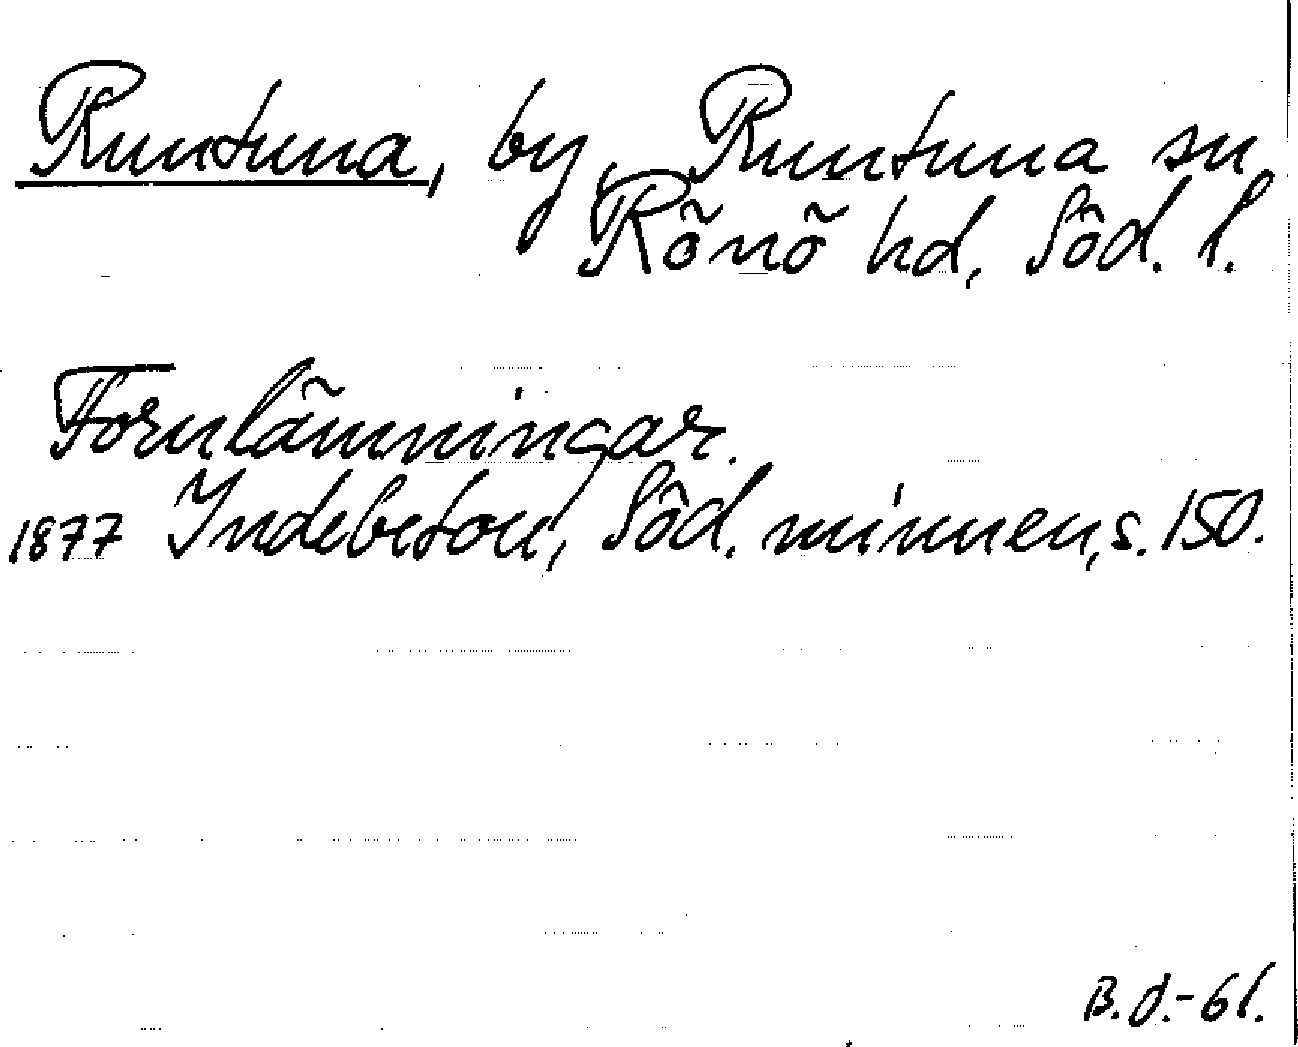 Runtuna, by, Runtuna sn
Rönö hd, Söd. l.
Fornlämningar.
1877 Indebetou, Söd. minnen, s. 150.
B.d.-61.